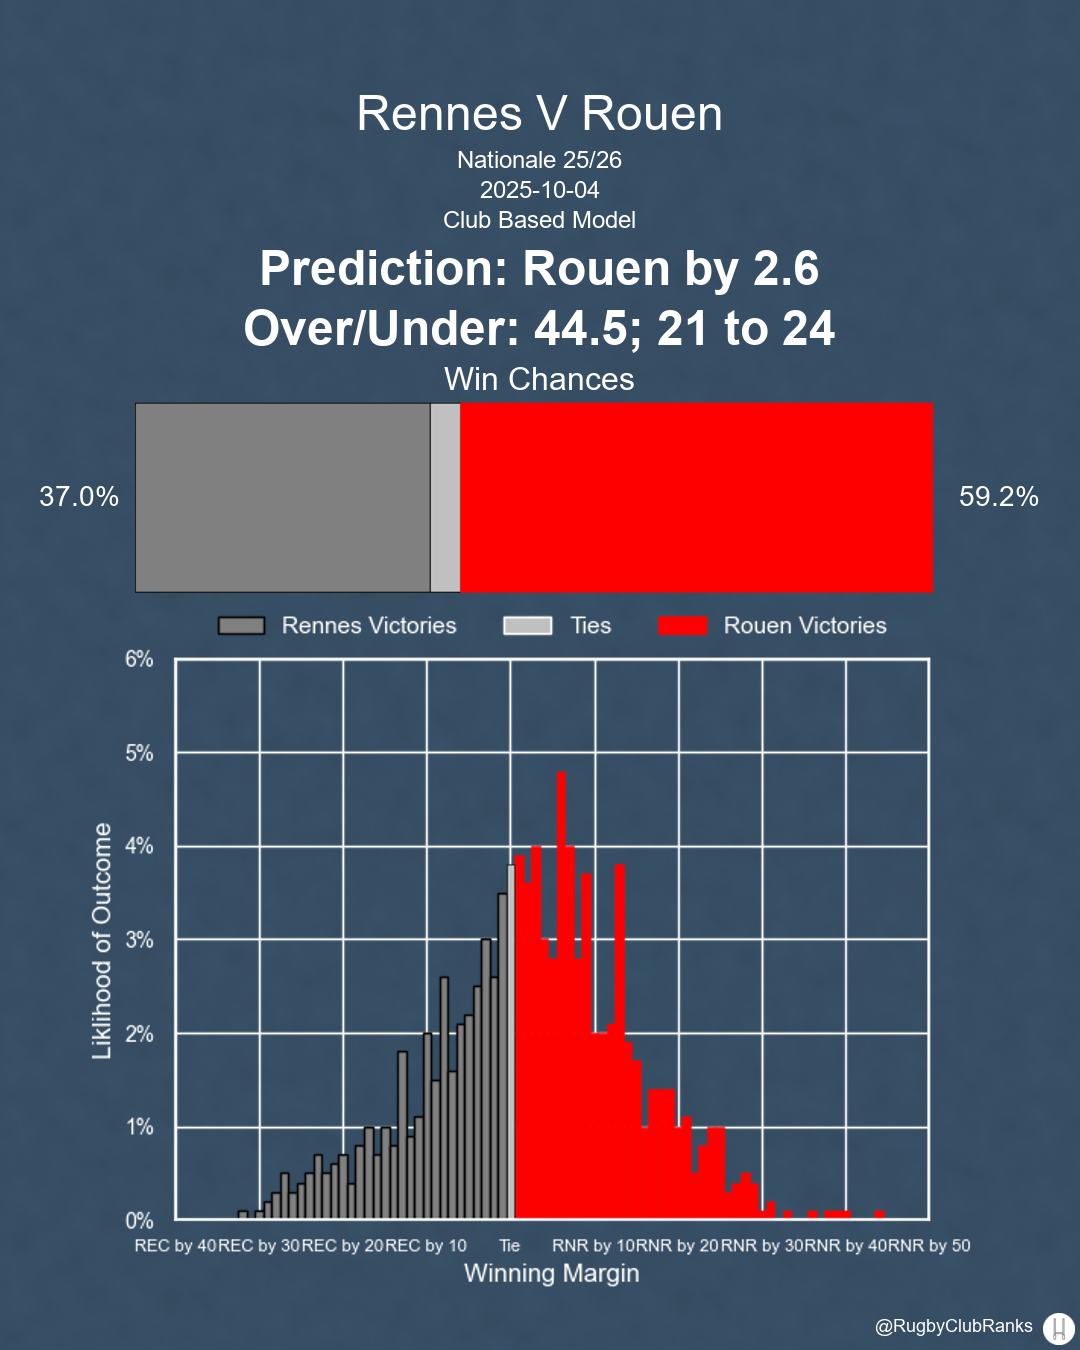 Rennes V Rouen
Nationale 25/26
2025-10-04
Club Based Model
Prediction: Rouen by 2.6
Over/Under: 44.5; 21 to 24
Win Chances
37.0%
59.2%
Rennes Victories Ties Rouen Victories
6%
5%
4%
3%
2%
1%
0%
Liklihood of Outcome
REC by 40 REC by 30 REC by 20 REC by 10 Tie RNR by 10 RNR by 20 RNR by 30 RNR by 40 RNR by 50
Winning Margin
@RugbyClubRanks